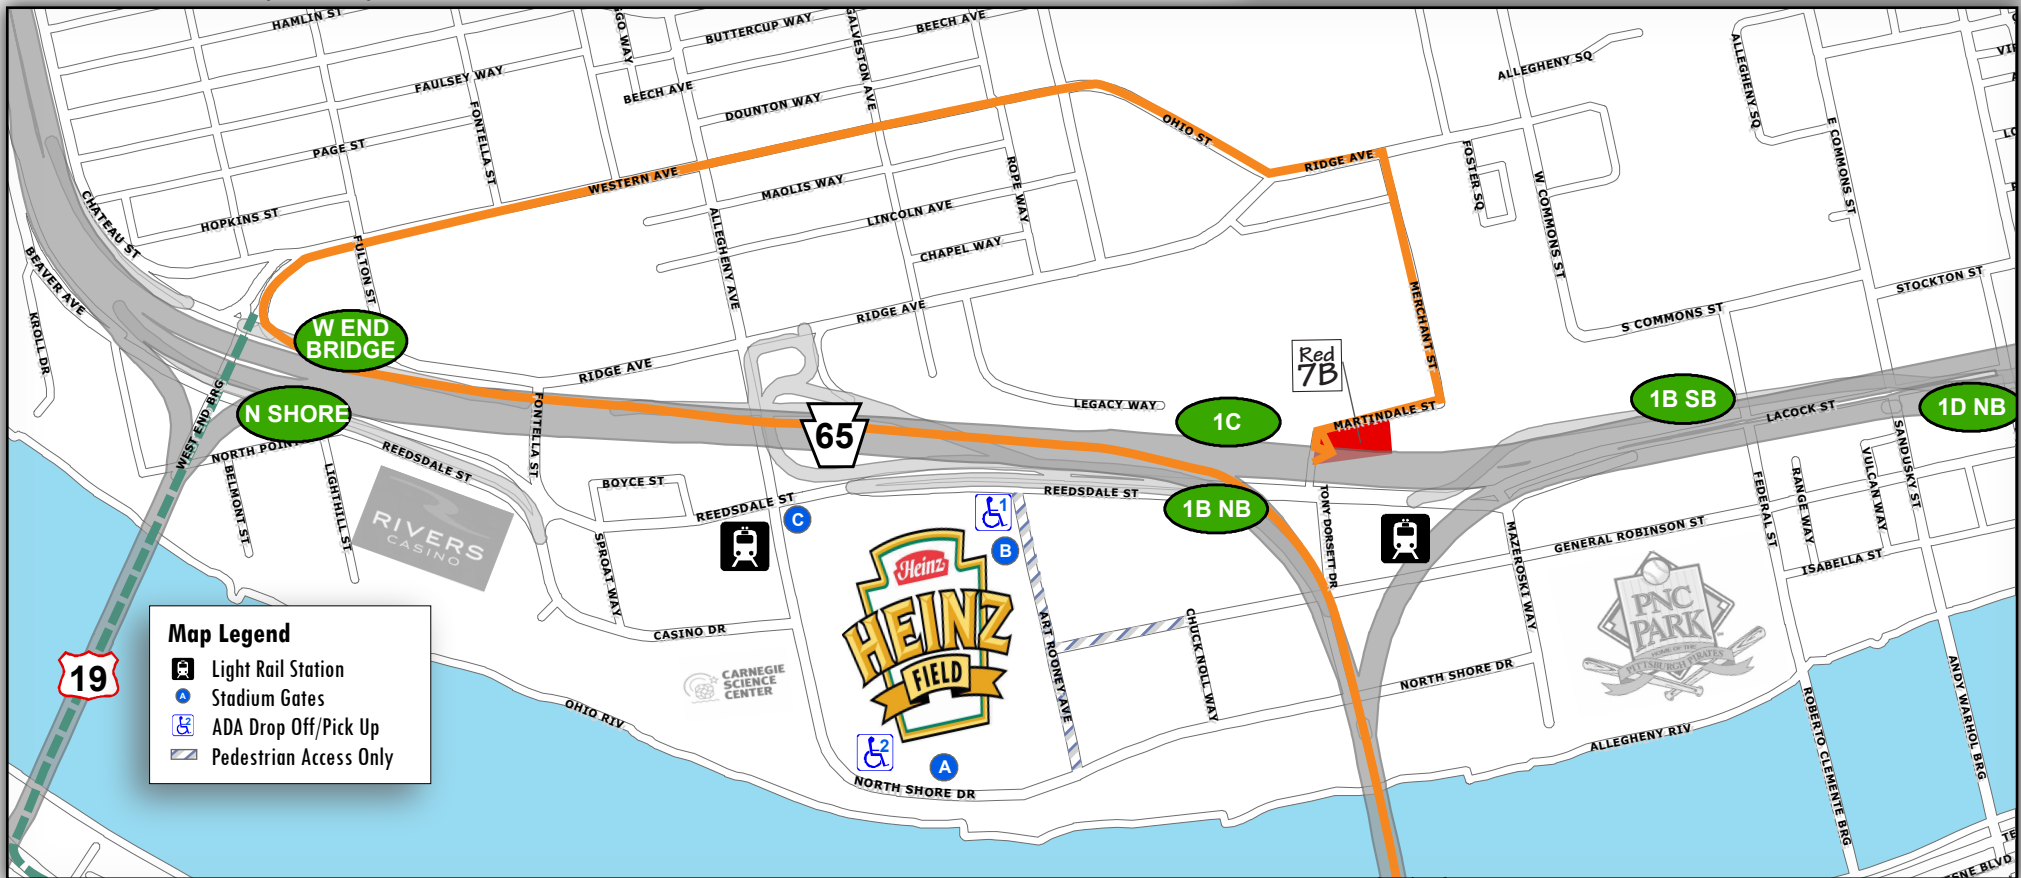 HAMLIN ST
BUTTERCUP WAY
BEECH AVE
GALVESTON AVE
FAULSEY WAY
BEECH AVE
DOUNTON WAY
ALLEGHENY SQ
ALLEGHENY SQ
FONTELLA ST
PAGE ST
OHIO ST
RIDGE AVE
FOSTER SQ
E COMMONS ST
W COMMONS ST
WESTERN AVE
MAOLIS WAY
ROPE WAY
LINCOLN AVE
CHAPEL WAY
HOPKINS ST
CHATEAU ST
BEAVER AVE
KROLL DR
FULTON ST
ALLEGHENY AVE
RIDGE AVE
RIDGE AVE
LEGACY WAY
MERCHANT ST
S COMMONS ST
STOCKTON ST
W END
BRIDGE
N SHORE
65
Red
7B
1C
MARTINDALE ST
1B SB
LACOCK ST
1D NB
WEST END BRG
NORTH POIN
BELMONT ST
LIGHTHILL ST
REEDSDALE ST
FONTELLA ST
BOYCE ST
REEDSDALE ST
REEDSDALE ST
1B NB
TONY DORSETT DR
MAZEROSKI WAY
GENERAL ROBINSON ST
FEDERAL ST
RANGE WAY
VULCAN WAY
SANDUSKY ST
ISABELLA ST
RIVERS
CASINO
SPROAT WAY
C
1
B
Heinz
HEINZ
FIELD
ART ROONEY AVE
CHUCK NOLL WAY
NORTH SHORE DR
PNC
PARK
HOME OF THE
PITTSBURGH PIRATES
CASINO DR
CARNEGIE
SCIENCE
CENTER
OHIO RIV
2
A
NORTH SHORE DR
ALLEGHENY RIV
ROBERTO CLEMENTE BRG
ANDY WARHOL BRG
19
Map Legend
Light Rail Station
A
Stadium Gates
2
ADA Drop Off/Pick Up
Pedestrian Access Only